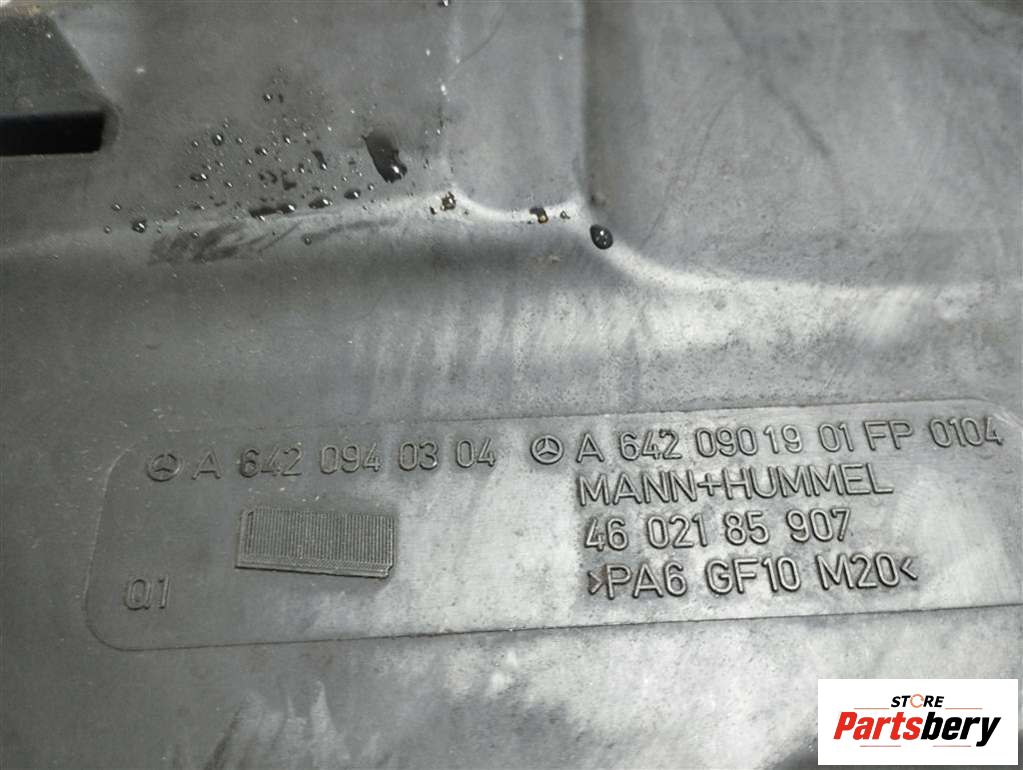 A 642 094 03 04
A 642 090 19 01 FP 0104
MANN+HUMMEL
46 021 85 907
>PA6 GF10 M20<
Q1
STORE
Partsbery